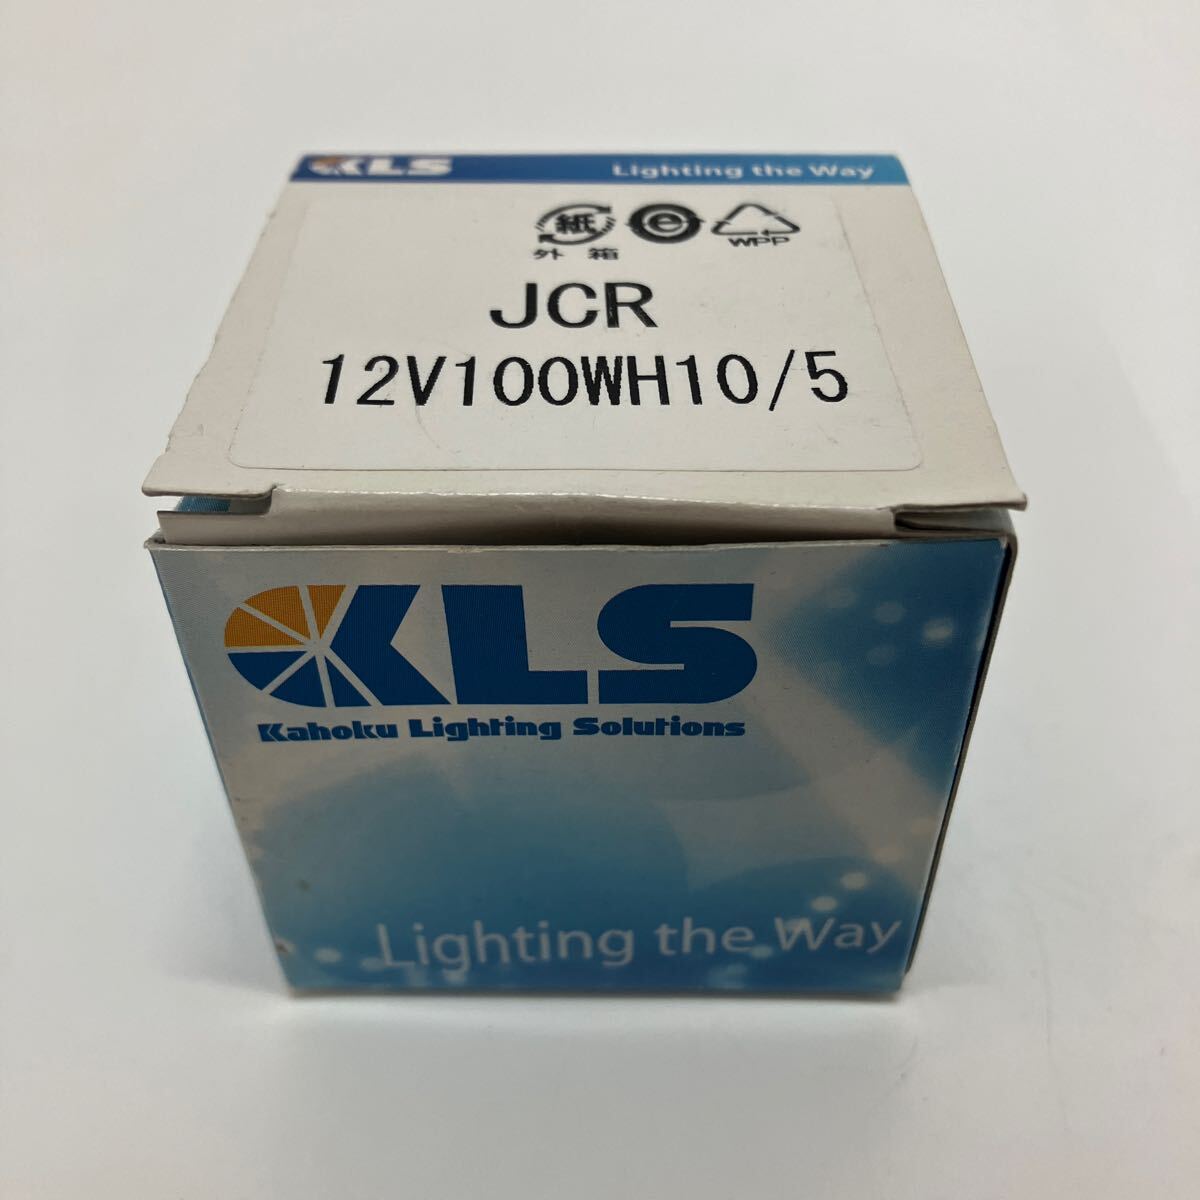 KLS Lighting the Way
紙 e
外箱 WPP
JCR
12V100WH10/5
KLS
Kahoku Lighting Solutions
Lighting the Way